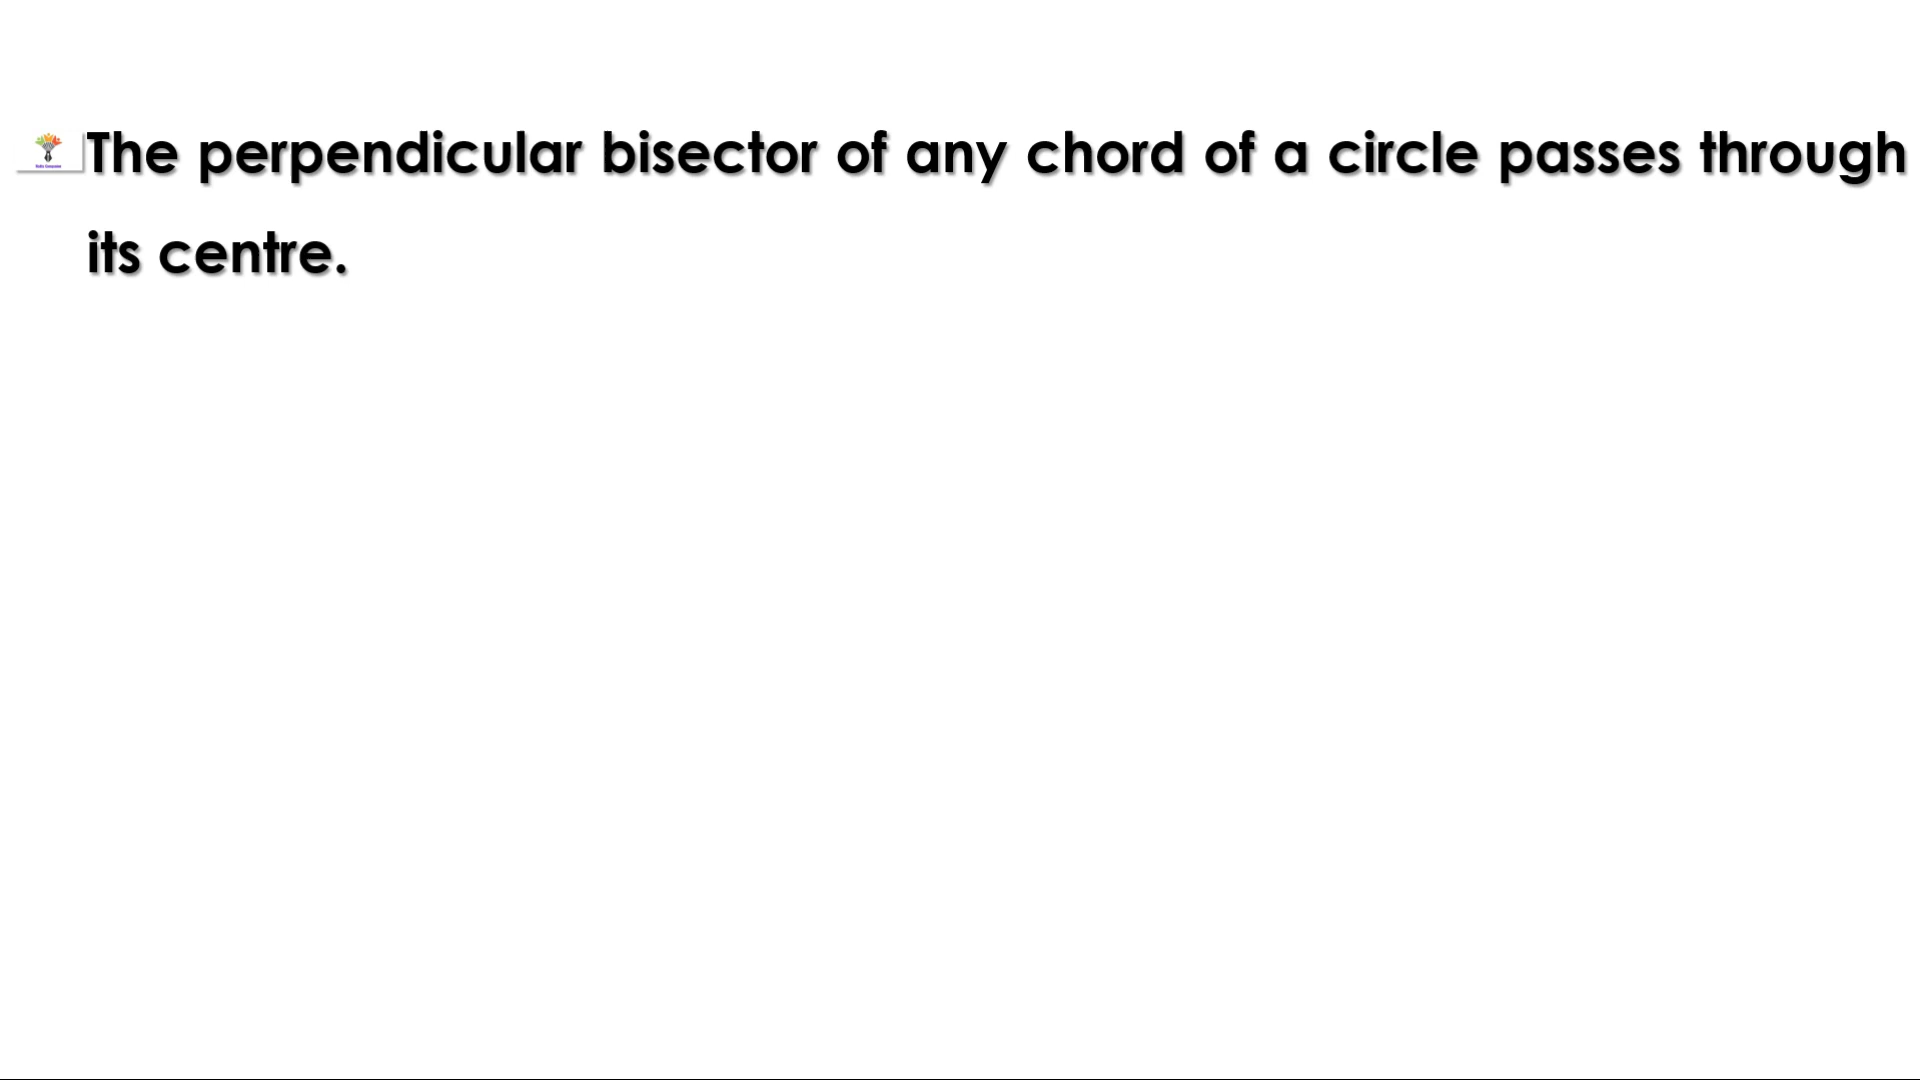 The perpendicular bisector of any chord of a circle passes through
its centre.